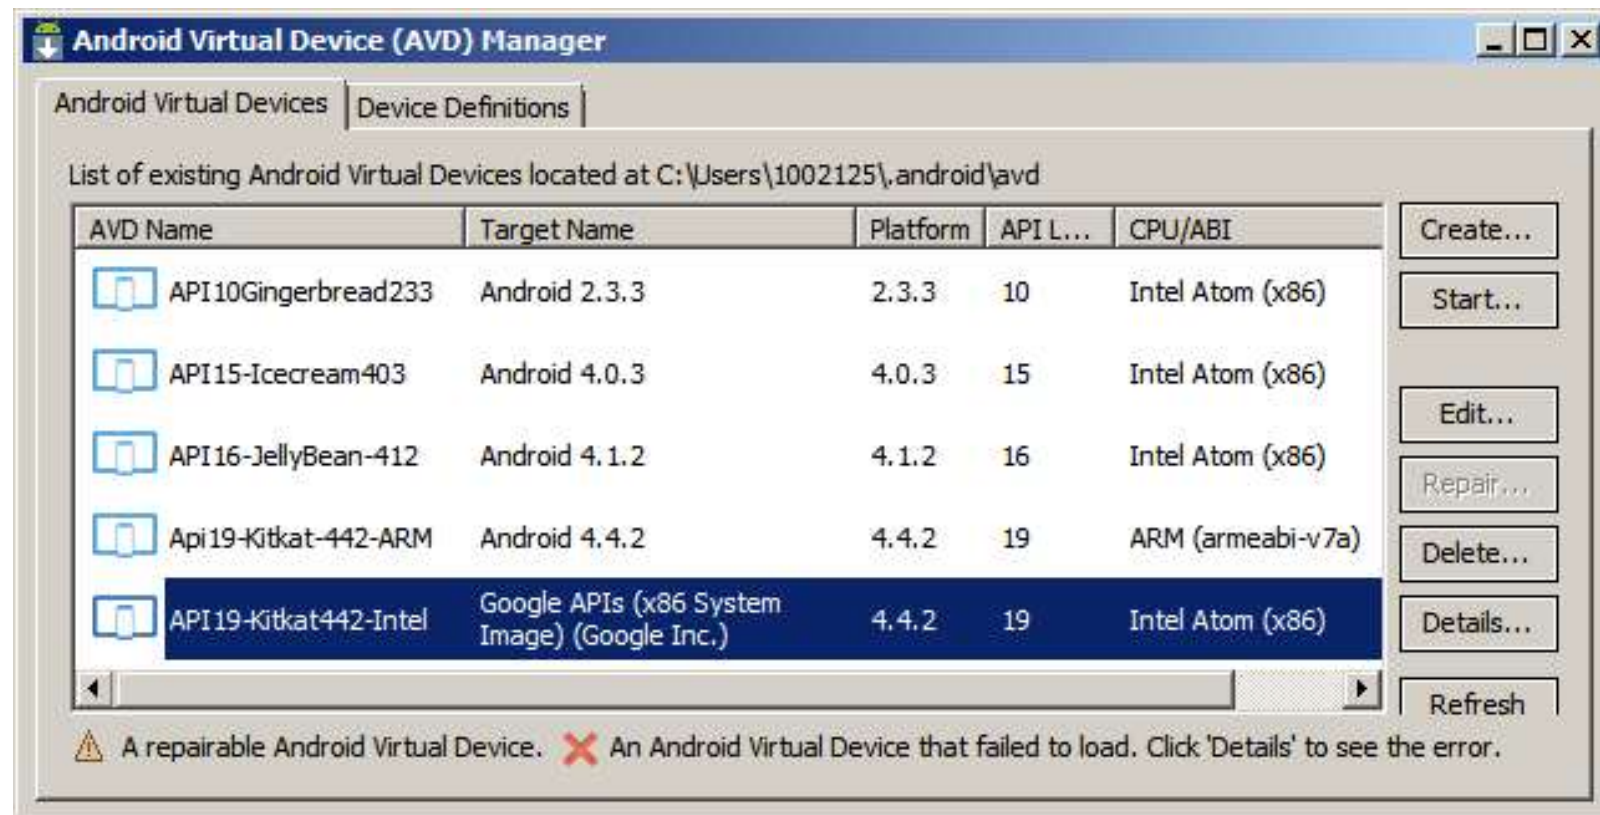 Android Virtual Device (AVD) Manager
Android Virtual Devices Device Definitions
List of existing Android Virtual Devices located at C:\Users\1002125\.android\avd
AVD Name Target Name Platform API L... CPU/ABI
API10Gingerbread233 Android 2.3.3 2.3.3 10 Intel Atom (x86)
API15-Icecream403 Android 4.0.3 4.0.3 15 Intel Atom (x86)
API16-JellyBean-412 Android 4.1.2 4.1.2 16 Intel Atom (x86)
Api19-Kitkat-442-ARM Android 4.4.2 4.4.2 19 ARM (armeabi-v7a)
API19-Kitkat442-Intel Google APIs (x86 System
Image) (Google Inc.) 4.4.2 19 Intel Atom (x86)
Create...
Start...
Edit...
Repair...
Delete...
Details...
Refresh
A repairable Android Virtual Device. An Android Virtual Device that failed to load. Click 'Details' to see the error.